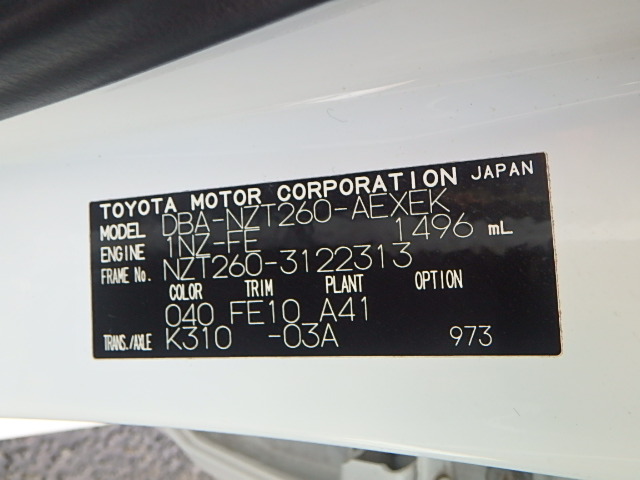 TOYOTA MOTOR CORPORATION JAPAN
MODEL DBA-NZT260-AEXEK
ENGINE 1NZ-FE 1496 mL
FRAME No. NZT260-3122313
COLOR TRIM PLANT OPTION
040 FE10 A41
TRANS./AXLE K310 -03A 973